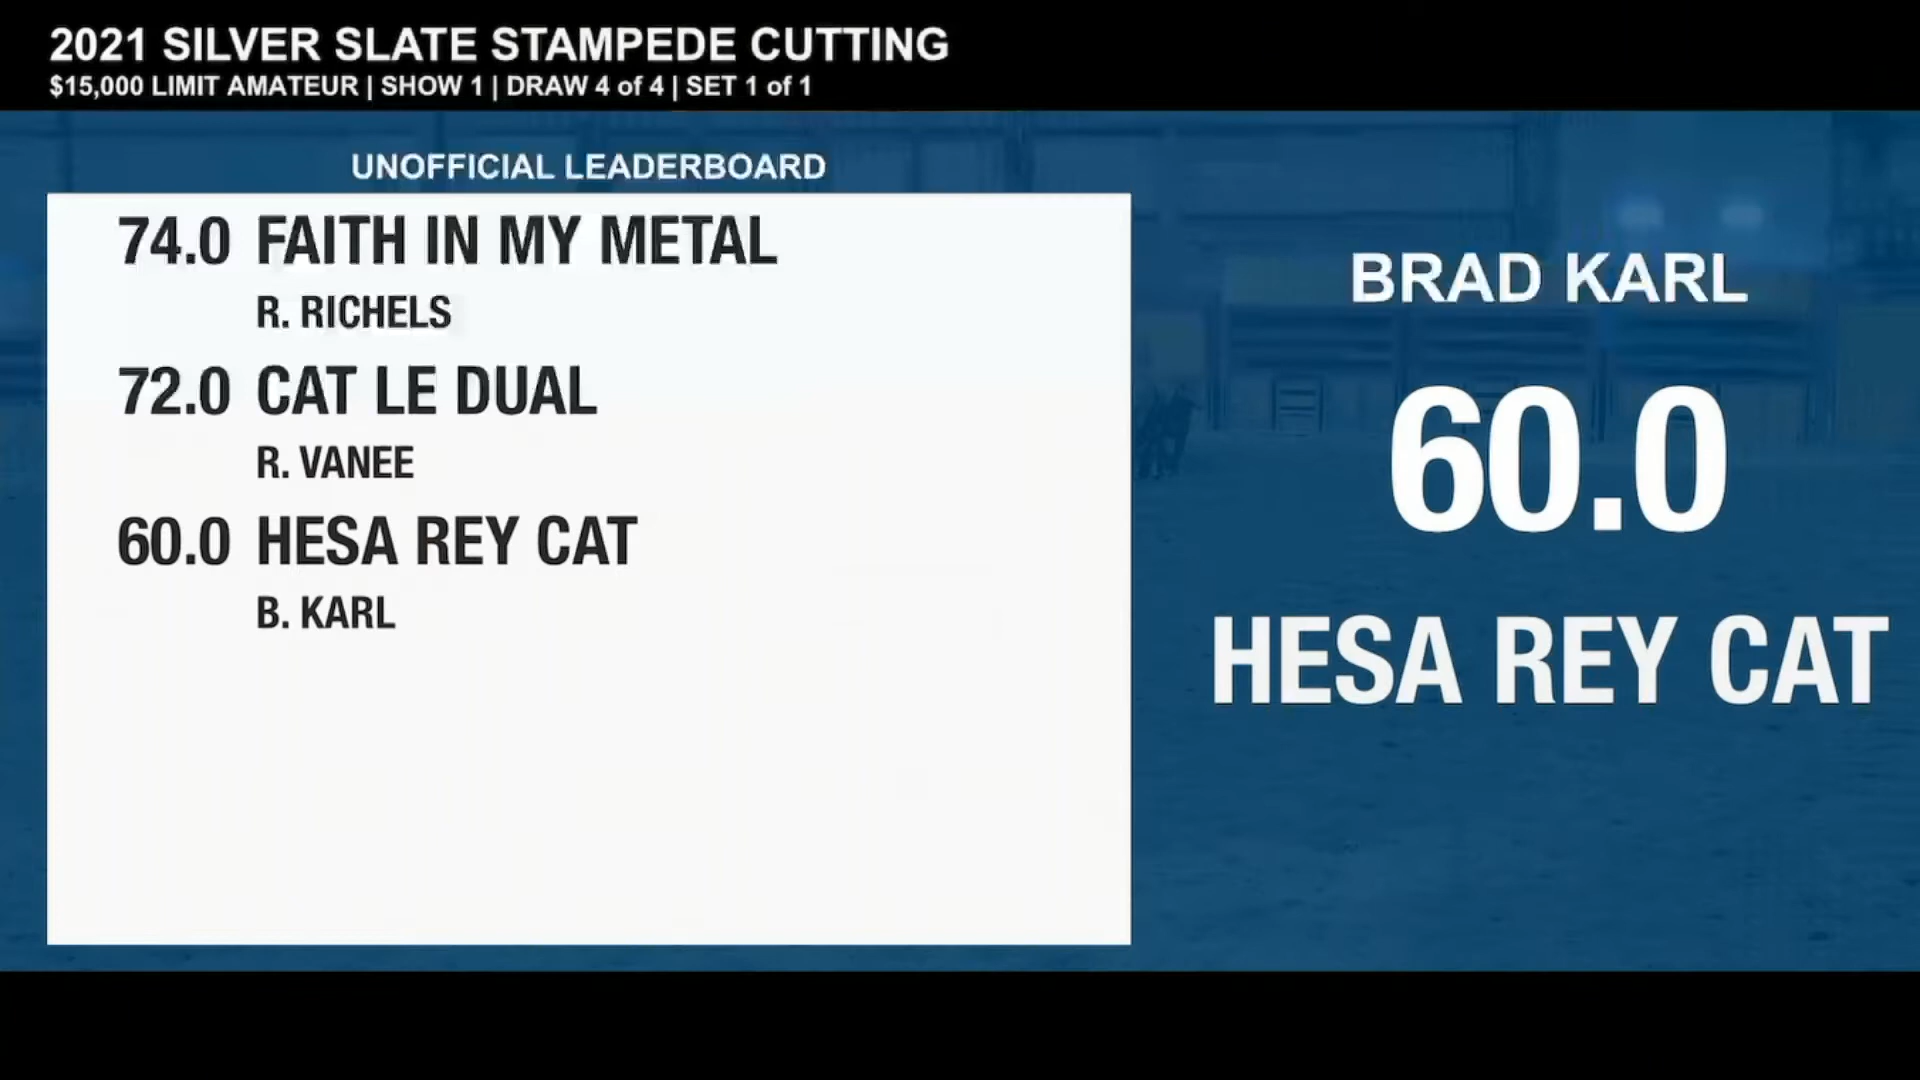 2021 SILVER SLATE STAMPEDE CUTTING
$15,000 LIMIT AMATEUR | SHOW 1 | DRAW 4 of 4 | SET 1 of 1
UNOFFICIAL LEADERBOARD
74.0 FAITH IN MY METAL
R. RICHELS
72.0 CAT LE DUAL
R. VANEE
60.0 HESA REY CAT
B. KARL
BRAD KARL
60.0
HESA REY CAT